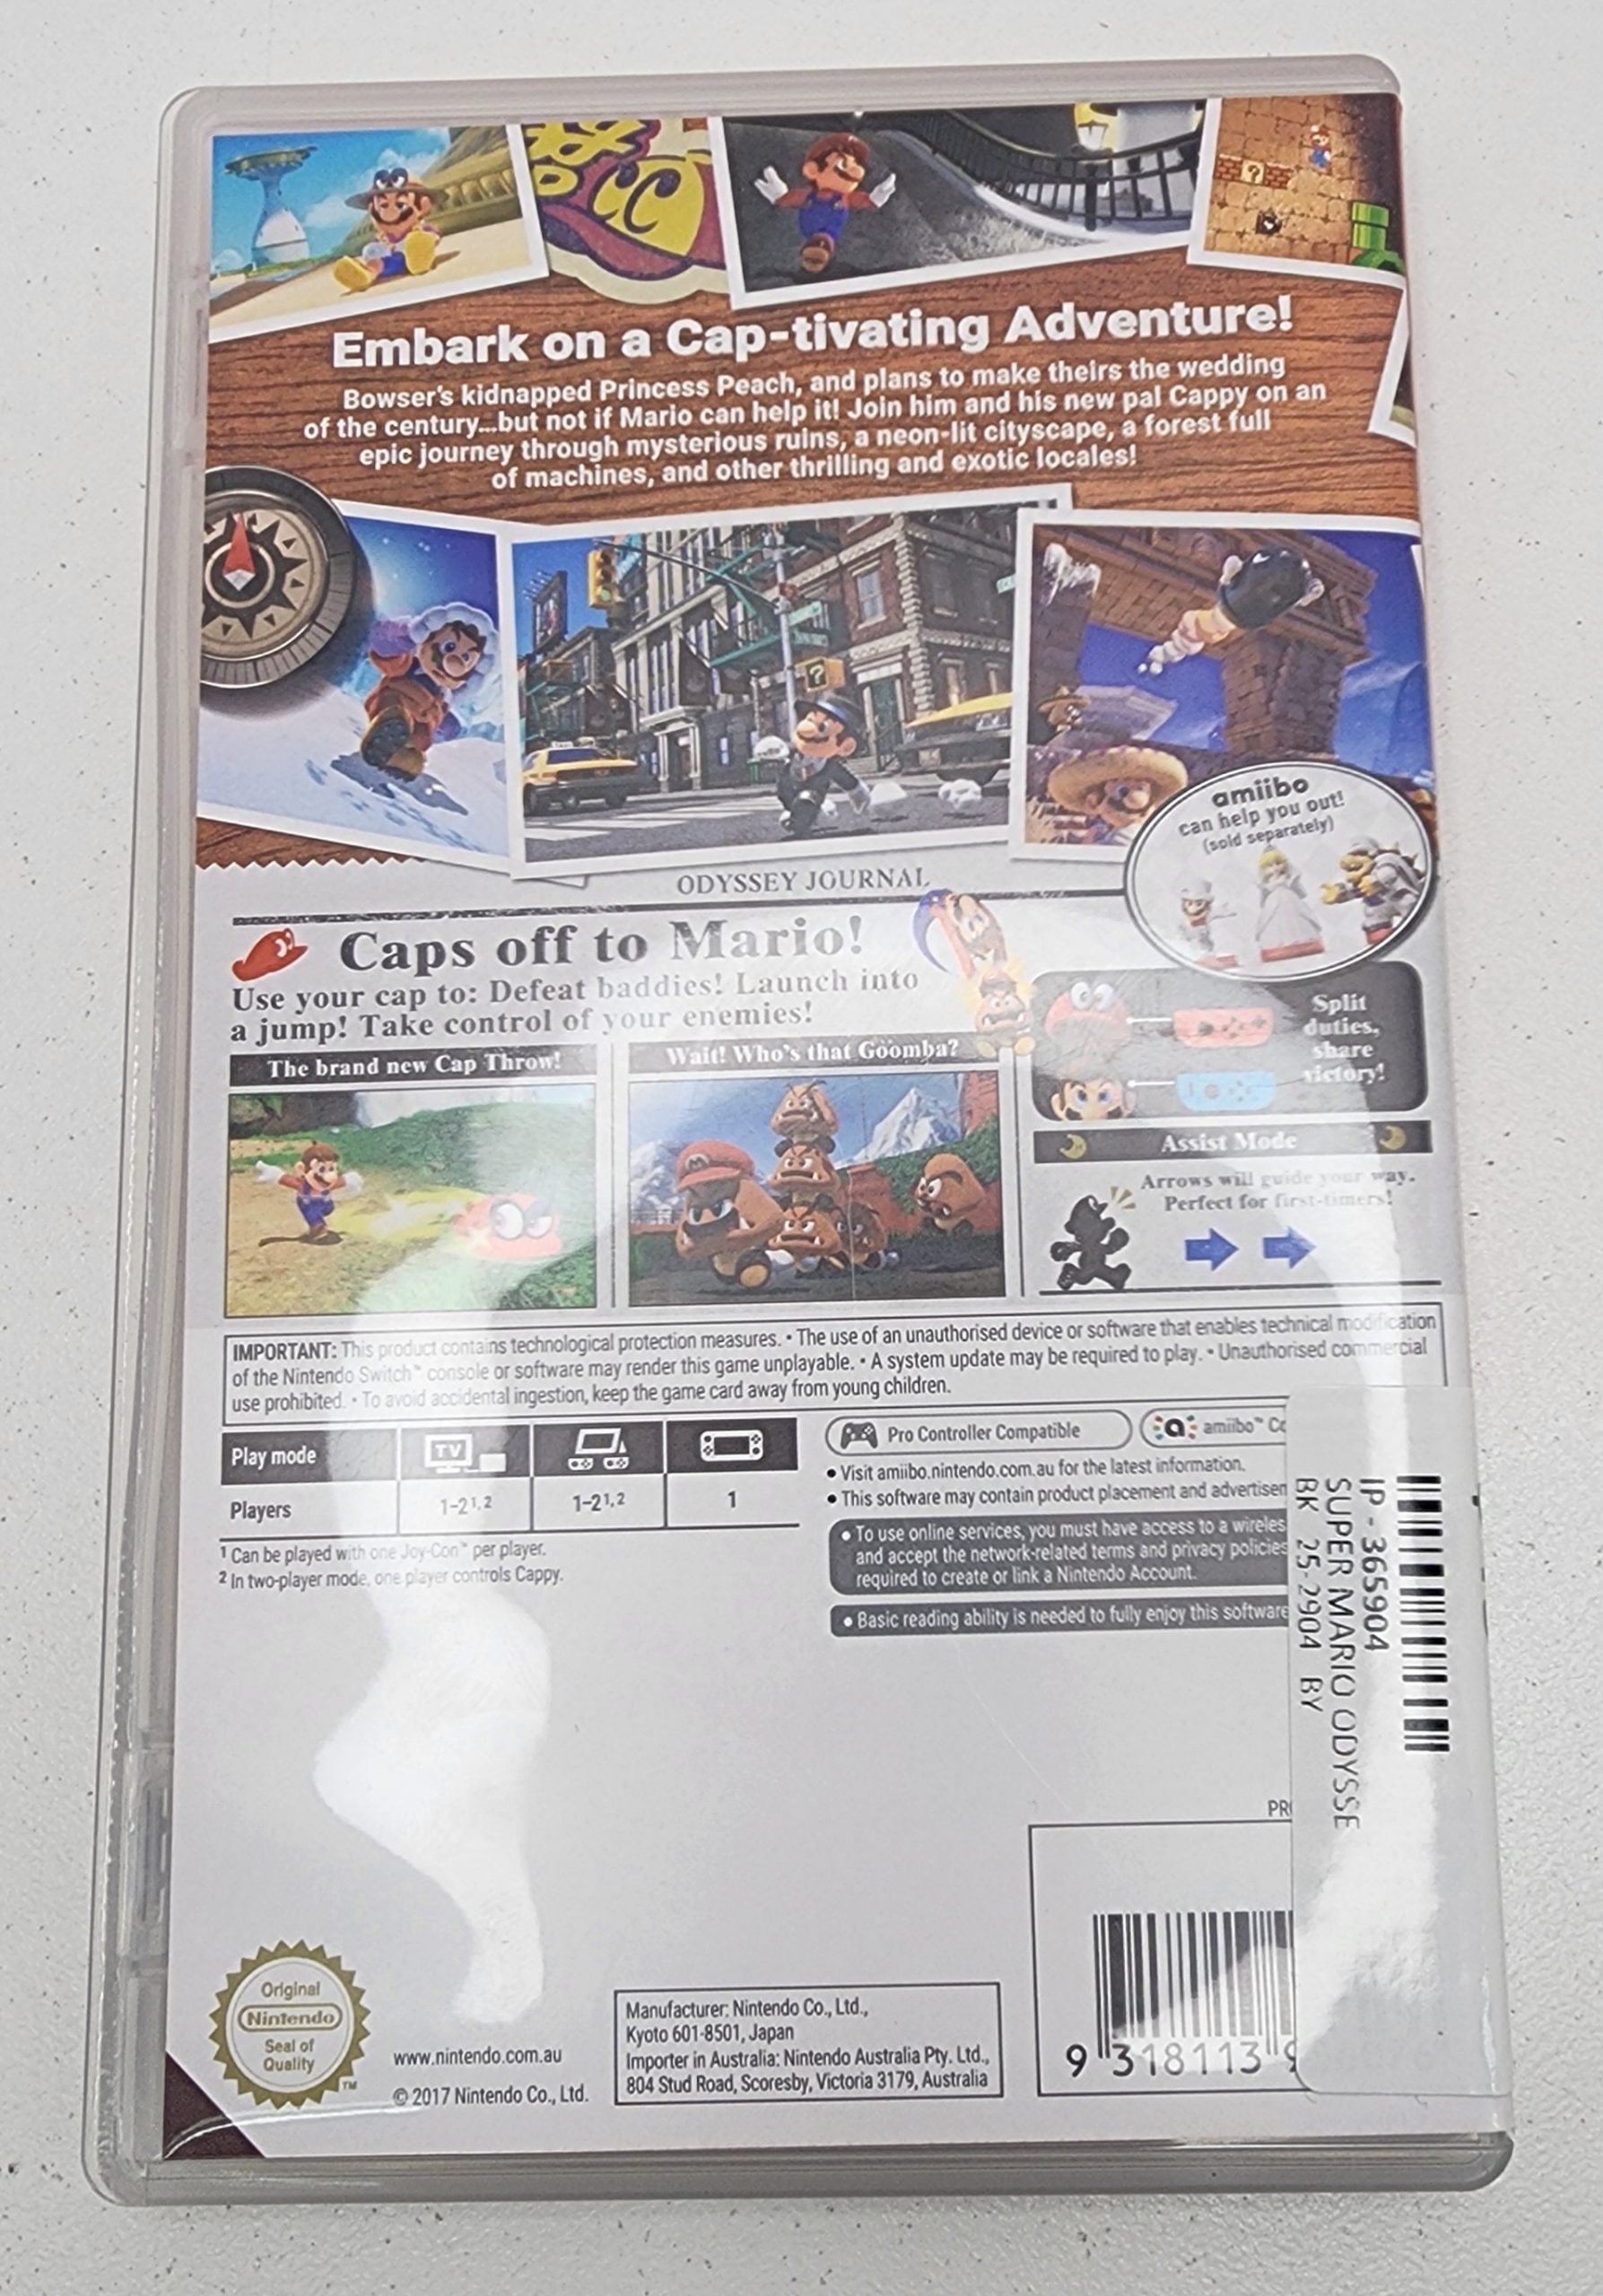 Embark on a Cap-tivating Adventure!
Bowser's kidnapped Princess Peach, and plans to make theirs the wedding
of the century...but not if Mario can help it! Join him and his new pal Cappy on an
epic journey through mysterious ruins, a neon-lit cityscape, a forest full
of machines, and other thrilling and exotic locales!
amiibo
can help you out!
(sold separately)
ODYSSEY JOURNAL
Caps off to Mario!
Use your cap to: Defeat baddies! Launch into
a jump! Take control of your enemies!
The brand new Cap Throw!
Wait! Who's that Goomba?
Split
duties,
share
victory!
Assist Mode
Arrows will guide your way.
Perfect for first-timers!
IMPORTANT: This product contains technological protection measures. • The use of an unauthorised device or software that enables technical modification
of the Nintendo Switch™ console or software may render this game unplayable. • A system update may be required to play. • Unauthorised commercial
use prohibited. • To avoid accidental ingestion, keep the game card away from young children.
Play mode
TV
Players
1-2¹,²
1-2¹,²
1
¹ Can be played with one Joy-Con™ per player.
² In two-player mode, one player controls Cappy.
Pro Controller Compatible
amiibo™ Co
• Visit amiibo.nintendo.com.au for the latest information.
• This software may contain product placement and advertisen
• To use online services, you must have access to a wireles
and accept the network-related terms and privacy policies
required to create or link a Nintendo Account.
• Basic reading ability is needed to fully enjoy this software
IP - 365904
SUPER MARIO ODYSSE
BK 25-2904 BY
PR
9 318113 9
Original
Nintendo
Seal of
Quality
TM
www.nintendo.com.au
© 2017 Nintendo Co., Ltd.
Manufacturer: Nintendo Co., Ltd.,
Kyoto 601-8501, Japan
Importer in Australia: Nintendo Australia Pty. Ltd.,
804 Stud Road, Scoresby, Victoria 3179, Australia